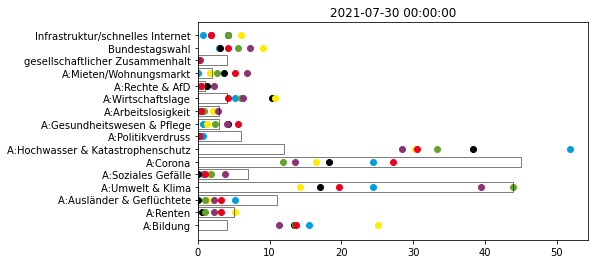 2021-07-30 00:00:00
Infrastruktur/schnelles Internet
Bundestagswahl
gesellschaftlicher Zusammenhalt
A:Mieten/Wohnungsmarkt
A:Rechte & AfD
A:Wirtschaftslage
A:Arbeitslosigkeit
A:Gesundheitswesen & Pflege
A:Politikverdruss
A:Hochwasser & Katastrophenschutz
A:Corona
A:Soziales Gefälle
A:Umwelt & Klima
A:Ausländer & Geflüchtete
A:Renten
A:Bildung
0 10 20 30 40 50